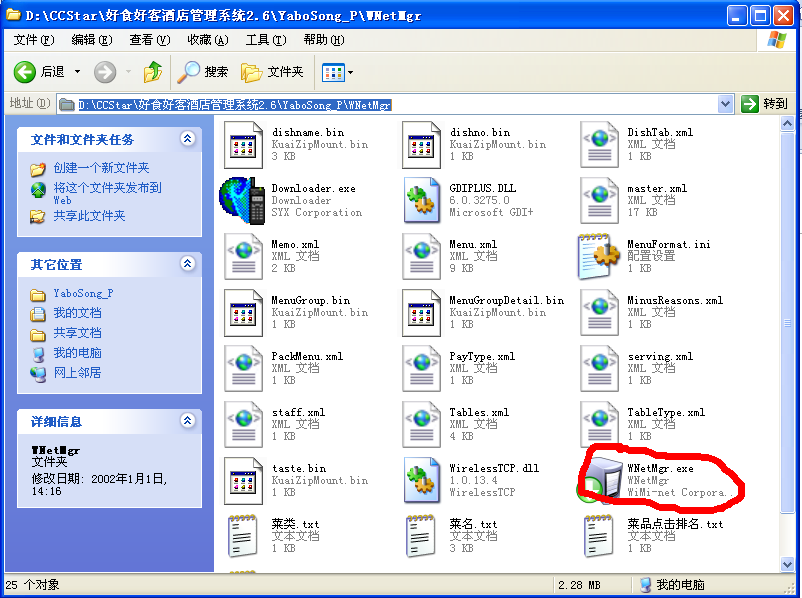 D:\CCStar\好食好客酒店管理系统2.6\YaboSong_P\WNetMgr
文件(F) 编辑(E) 查看(V) 收藏(A) 工具(T) 帮助(H)
后退 搜索 文件夹
地址(D) D:\CCStar\好食好客酒店管理系统2.6\YaboSong_P\WNetMgr 转到
文件和文件夹任务
创建一个新文件夹
将这个文件夹发布到
Web
共享此文件夹
其它位置
YaboSong_P
我的文档
共享文档
我的电脑
网上邻居
详细信息
WNetMgr
文件夹
修改日期: 2002年1月1日,
14:16
dishname.bin
KuaiZipMount.bin
3 KB
dishno.bin
KuaiZipMount.bin
1 KB
DishTab.xml
XML 文档
1 KB
Downloader.exe
Downloader
SYX Corporation
GDIPLUS.DLL
6.0.3275.0
Microsoft GDI+
master.xml
XML 文档
17 KB
Memo.xml
XML 文档
2 KB
Menu.xml
XML 文档
9 KB
MenuFormat.ini
配置设置
1 KB
MenuGroup.bin
KuaiZipMount.bin
1 KB
MenuGroupDetail.bin
KuaiZipMount.bin
1 KB
MinusReasons.xml
XML 文档
1 KB
PackMenu.xml
XML 文档
1 KB
PayType.xml
XML 文档
1 KB
serving.xml
XML 文档
1 KB
staff.xml
XML 文档
1 KB
Tables.xml
XML 文档
4 KB
TableType.xml
XML 文档
1 KB
taste.bin
KuaiZipMount.bin
1 KB
WirelessTCP.dll
1.0.13.4
WirelessTCP
WNetMgr.exe
WNetMgr
WiMi-net Corpora...
菜类.txt
文本文档
1 KB
菜名.txt
文本文档
3 KB
菜品点击排名.txt
文本文档
1 KB
25 个对象 2.28 MB 我的电脑